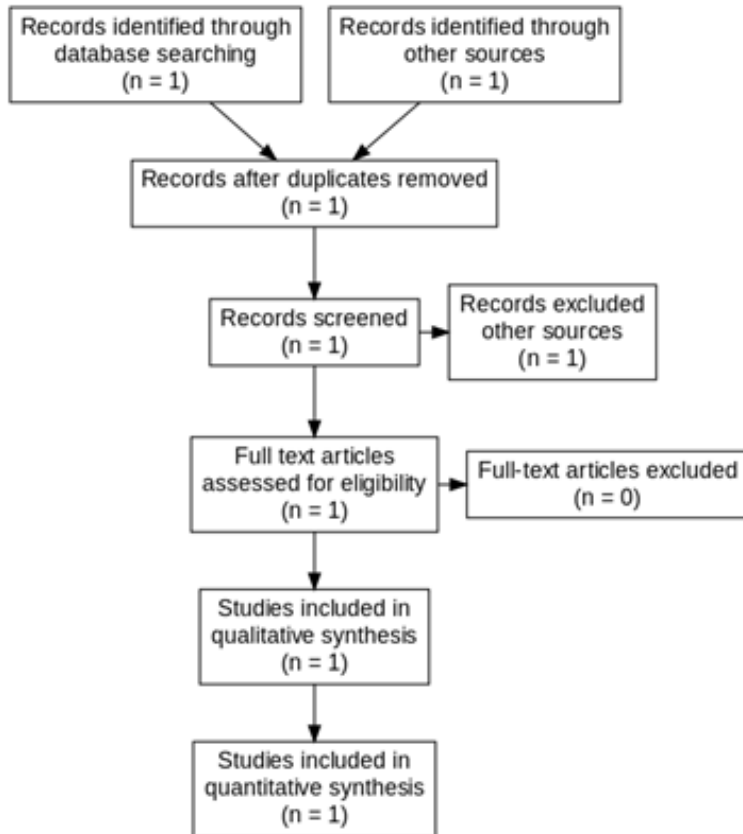 Records identified through
database searching
(n = 1)
Records identified through
other sources
(n = 1)
Records after duplicates removed
(n = 1)
Records screened
(n = 1)
Records excluded
other sources
(n = 1)
Full text articles
assessed for eligibility
(n = 1)
Full-text articles excluded
(n = 0)
Studies included in
qualitative synthesis
(n = 1)
Studies included in
quantitative synthesis
(n = 1)